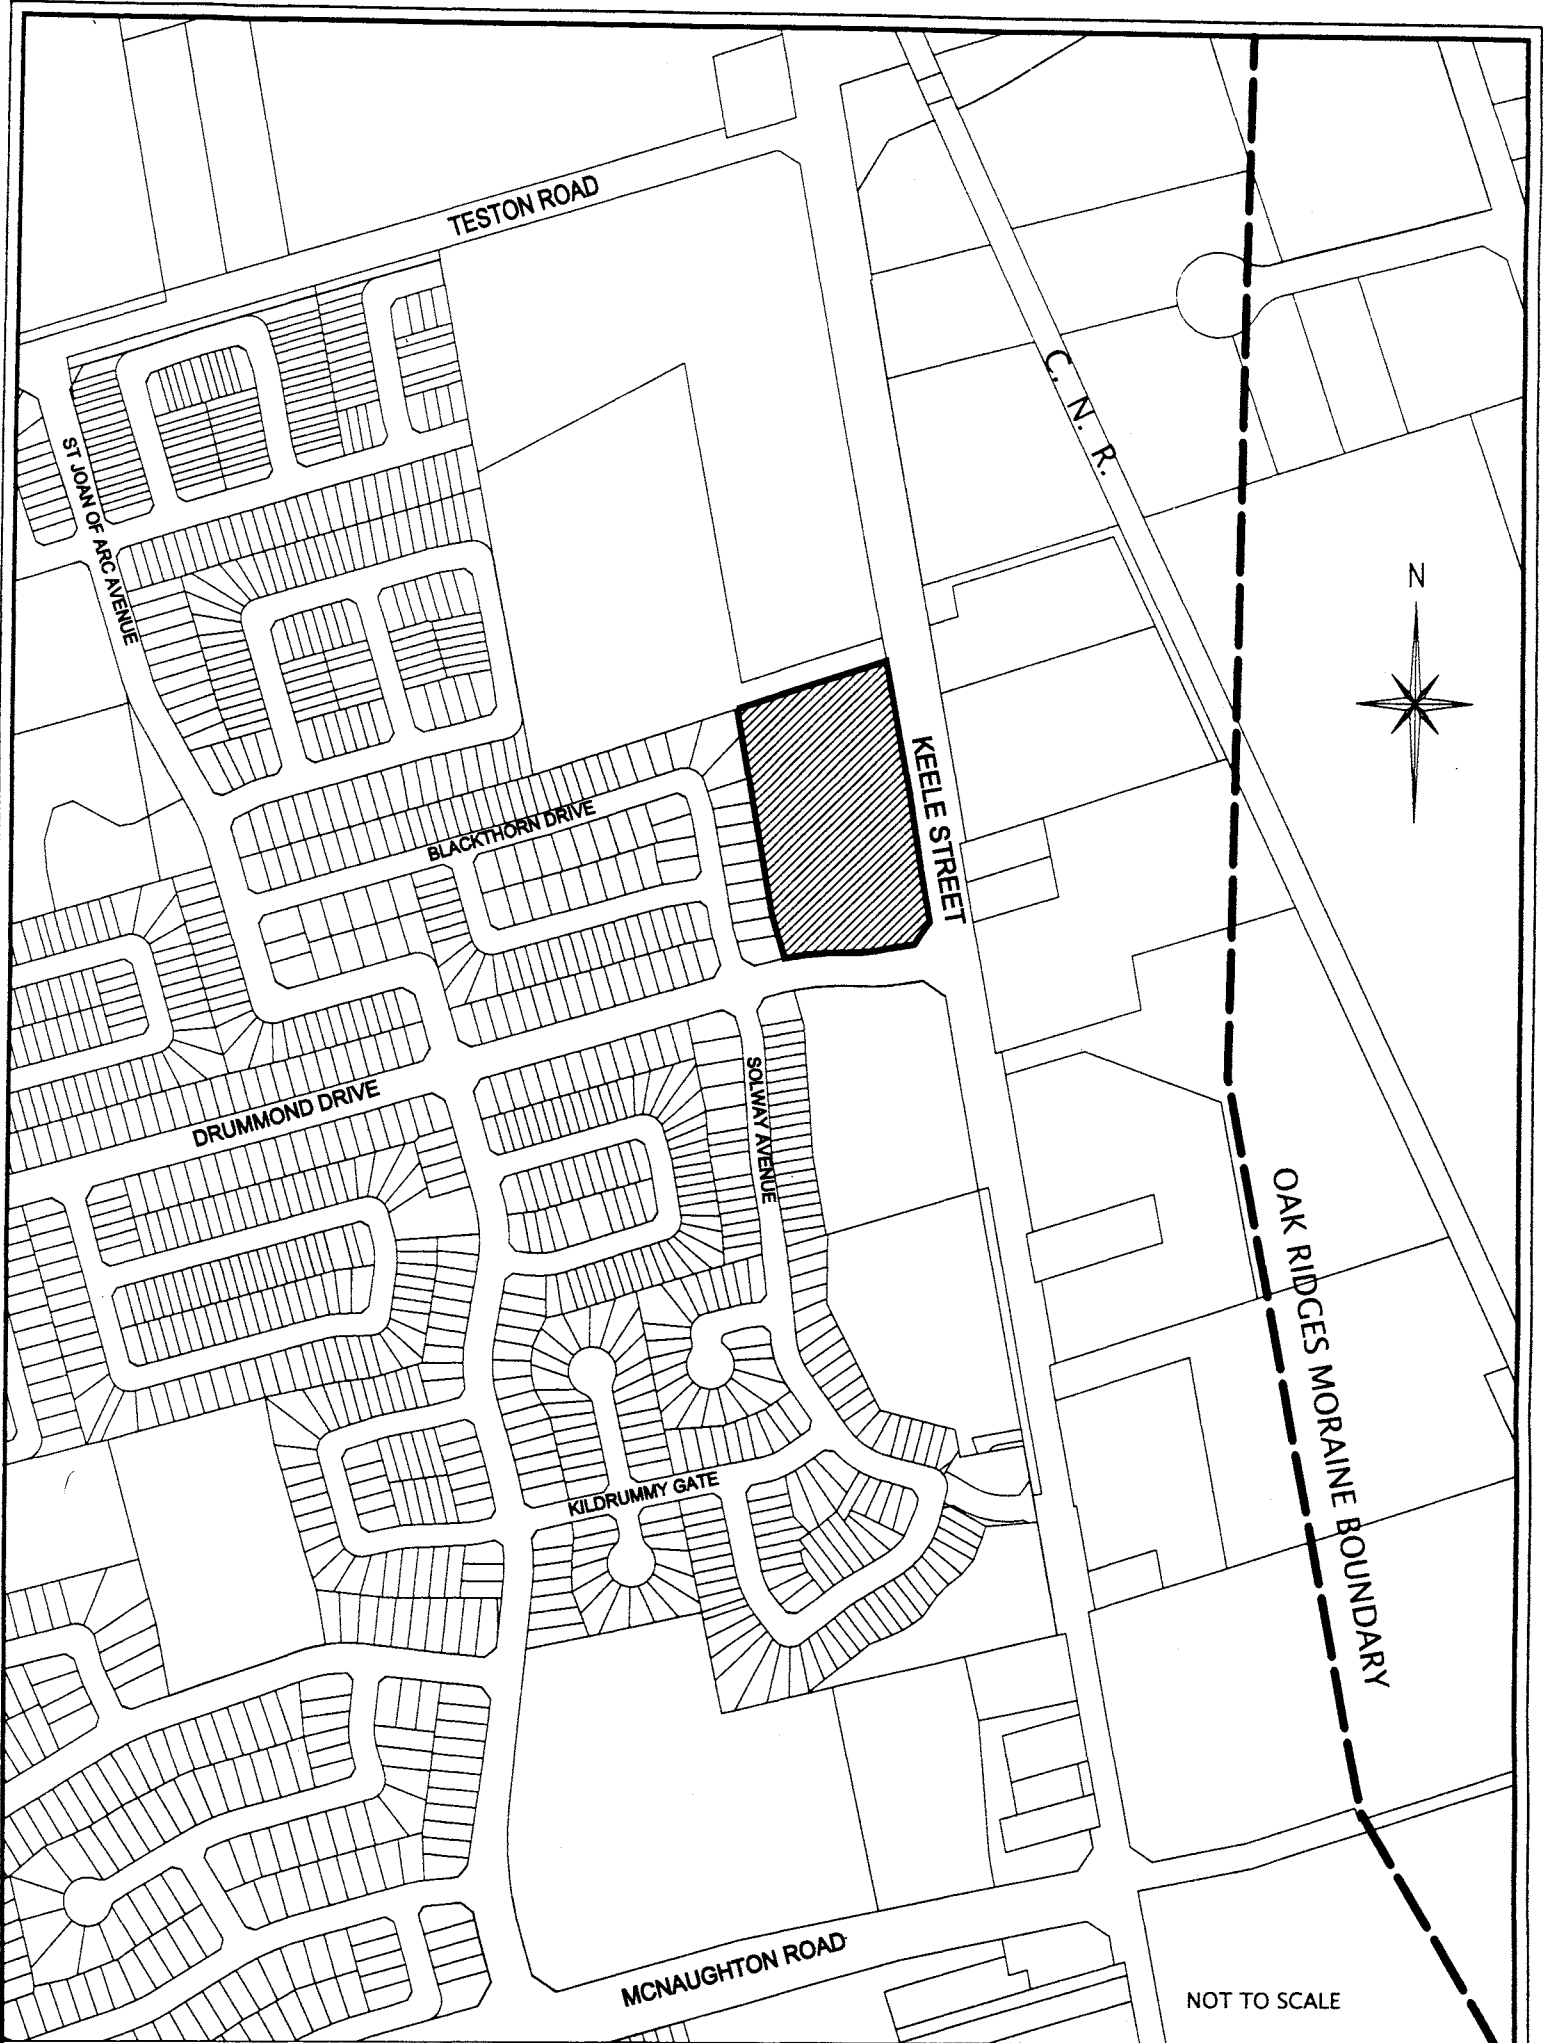 TESTON ROAD
C. N. R.
ST JOAN OF ARC AVENUE
N
KEELE STREET
BLACKTHORN DRIVE
SOLWAY AVENUE
DRUMMOND DRIVE
OAK RIDGES MORAINE BOUNDARY
KILDRUMMY GATE
MCNAUGHTON ROAD
NOT TO SCALE